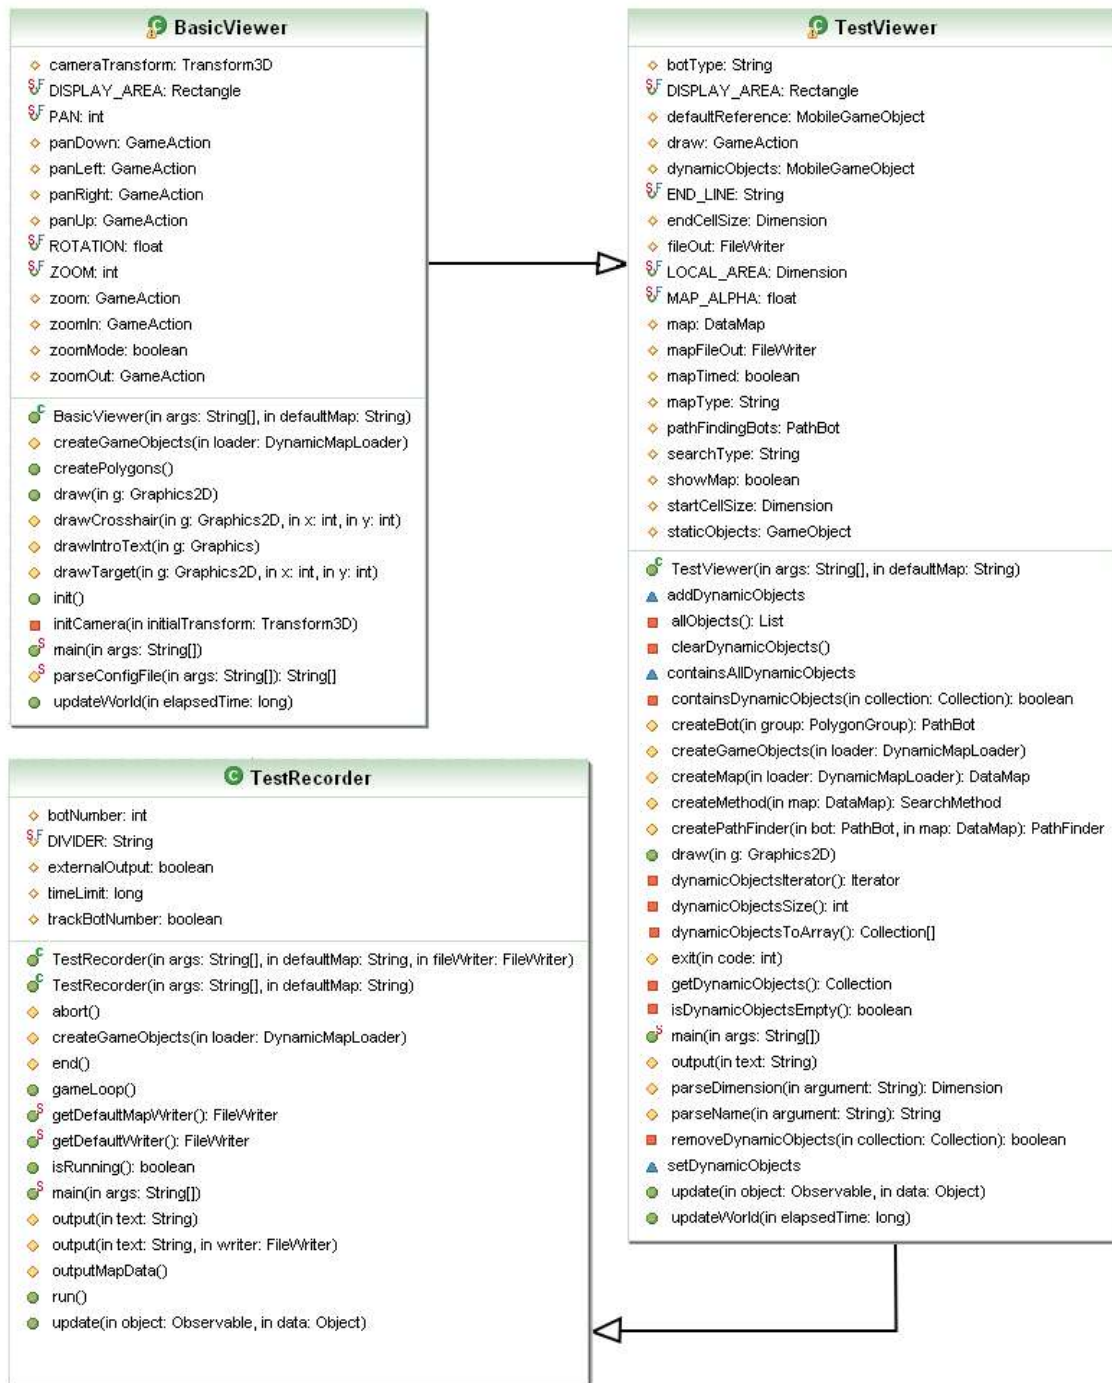 BasicViewer
cameraTransform: Transform3D
DISPLAY_AREA: Rectangle
PAN: int
panDown: GameAction
panLeft: GameAction
panRight: GameAction
panUp: GameAction
ROTATION: float
ZOOM: int
zoom: GameAction
zoomIn: GameAction
zoomMode: boolean
zoomOut: GameAction
BasicViewer(in args: String[], in defaultMap: String)
createGameObjects(in loader: DynamicMapLoader)
createPolygons()
draw(in g: Graphics2D)
drawCrosshair(in g: Graphics2D, in x: int, in y: int)
drawIntroText(in g: Graphics)
drawTarget(in g: Graphics2D, in x: int, in y: int)
init()
initCamera(in initialTransform: Transform3D)
main(in args: String[])
parseConfigFile(in args: String[]): String[]
updateWorld(in elapsedTime: long)
TestViewer
botType: String
DISPLAY_AREA: Rectangle
defaultReference: MobileGameObject
draw: GameAction
dynamicObjects: MobileGameObject
END_LINE: String
endCellSize: Dimension
fileOut: FileWriter
LOCAL_AREA: Dimension
MAP_ALPHA: float
map: DataMap
mapFileOut: FileWriter
mapTimed: boolean
mapType: String
pathFindingBots: PathBot
searchType: String
showMap: boolean
startCellSize: Dimension
staticObjects: GameObject
TestViewer(in args: String[], in defaultMap: String)
addDynamicObjects
allObjects(): List
clearDynamicObjects()
containsAllDynamicObjects
containsDynamicObjects(in collection: Collection): boolean
createBot(in group: PolygonGroup): PathBot
createGameObjects(in loader: DynamicMapLoader)
createMap(in loader: DynamicMapLoader): DataMap
createMethod(in map: DataMap): SearchMethod
createPathFinder(in bot: PathBot, in map: DataMap): PathFinder
draw(in g: Graphics2D)
dynamicObjectsIterator(): Iterator
dynamicObjectsSize(): int
dynamicObjectsToArray(): Collection[]
exit(in code: int)
getDynamicObjects(): Collection
isDynamicObjectsEmpty(): boolean
main(in args: String[])
output(in text: String)
parseDimension(in argument: String): Dimension
parseName(in argument: String): String
removeDynamicObjects(in collection: Collection): boolean
setDynamicObjects
update(in object: Observable, in data: Object)
updateWorld(in elapsedTime: long)
TestRecorder
botNumber: int
DIVIDER: String
externalOutput: boolean
timeLimit: long
trackBotNumber: boolean
TestRecorder(in args: String[], in defaultMap: String, in fileWriter: FileWriter)
TestRecorder(in args: String[], in defaultMap: String)
abort()
createGameObjects(in loader: DynamicMapLoader)
end()
gameLoop()
getDefaultMapWriter(): FileWriter
getDefaultWriter(): FileWriter
isRunning(): boolean
main(in args: String[])
output(in text: String)
output(in text: String, in writer: FileWriter)
outputMapData()
run()
update(in object: Observable, in data: Object)